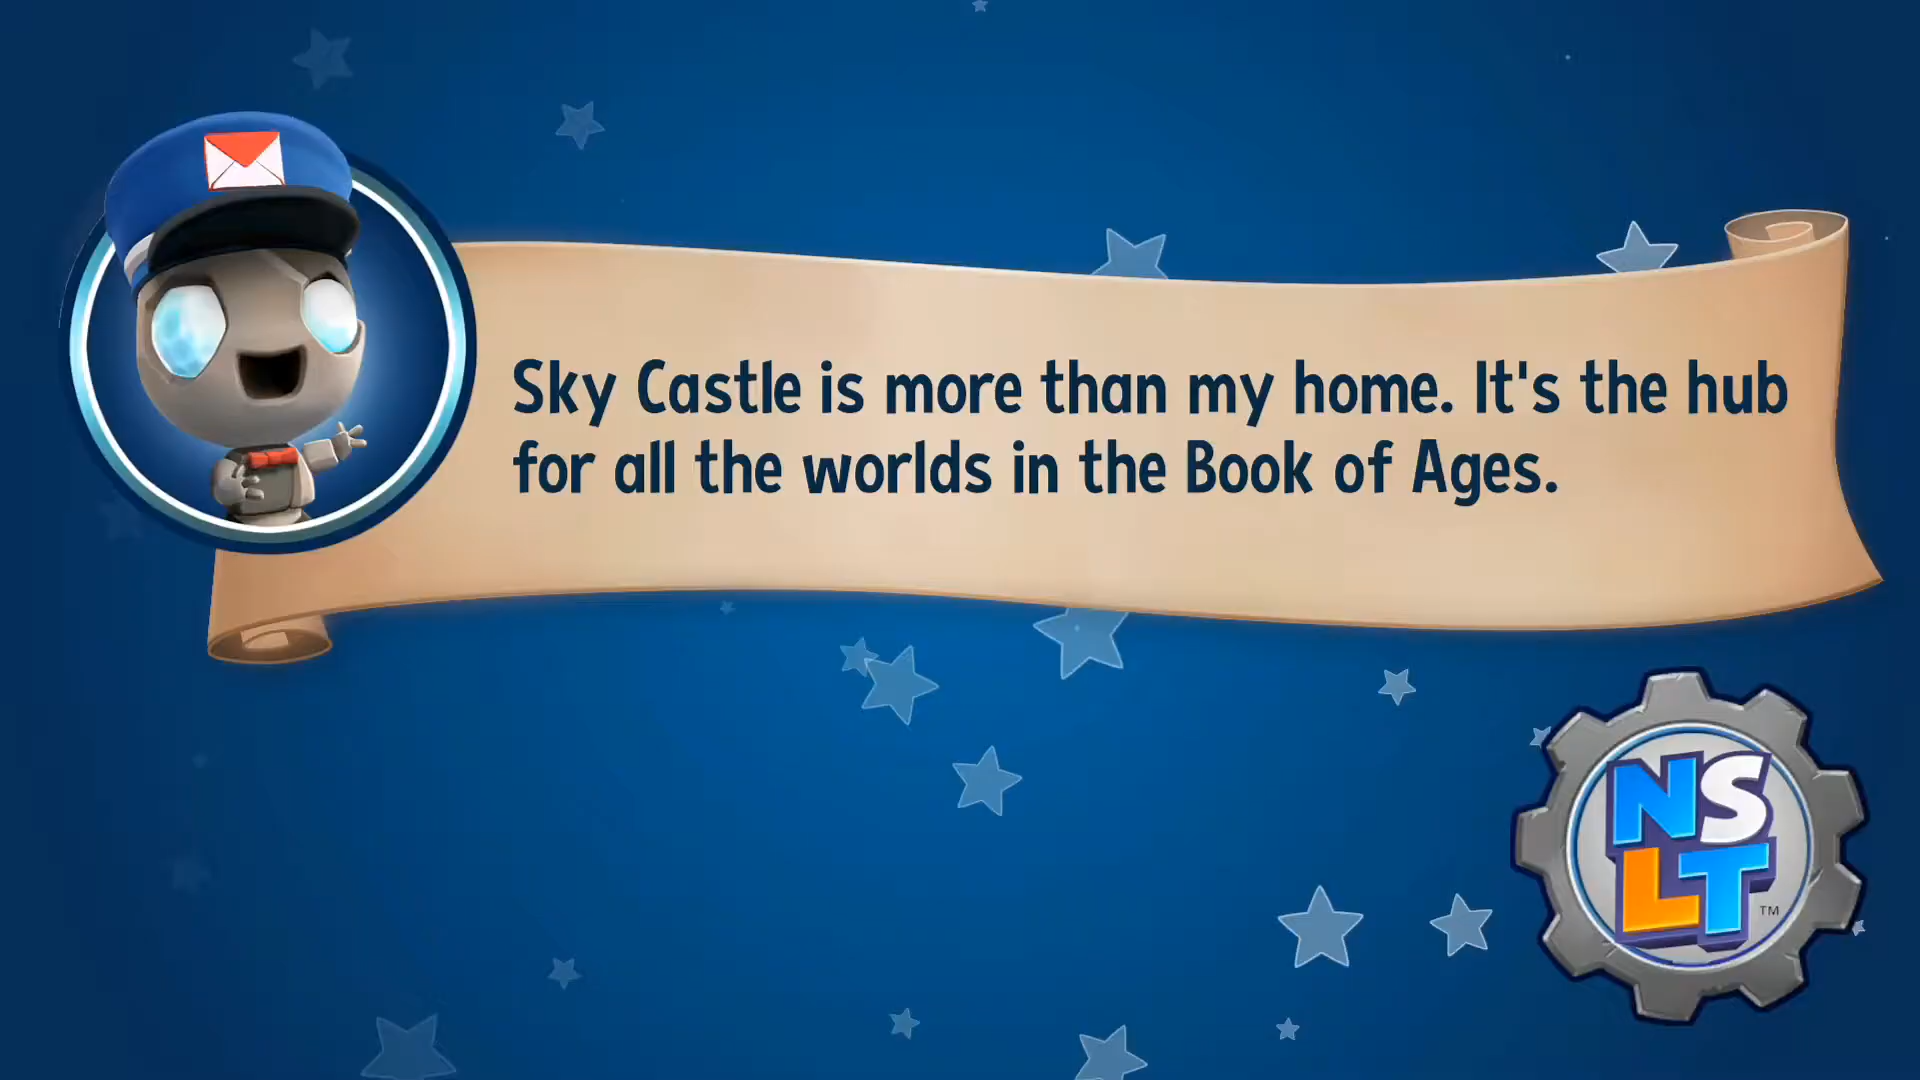 Sky Castle is more than my home. It's the hub
for all the worlds in the Book of Ages.
NS
LT
TM